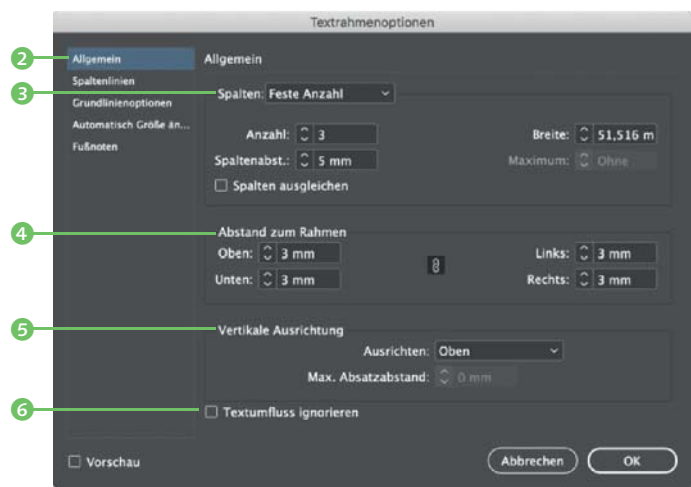 Textrahmenoptionen
2 Allgemein
Spaltenlinien
Grundlinienoptionen
Automatisch Größe än...
Fußnoten
Allgemein
3 Spalten: Feste Anzahl
Anzahl: 3 Breite: 51,516 m
Spaltenabst.: 5 mm Maximum: Ohne
Spalten ausgleichen
4 Abstand zum Rahmen
Oben: 3 mm Links: 3 mm
Unten: 3 mm Rechts: 3 mm
5 Vertikale Ausrichtung
Ausrichten: Oben
Max. Absatzabstand: 0 mm
6 Textumfluss ignorieren
Vorschau Abbrechen OK